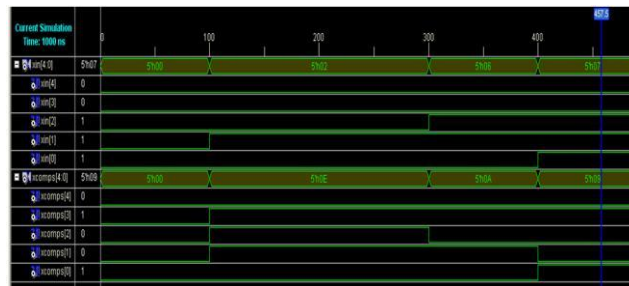 457.5
Current Simulation
Time: 1000 ns
0 100 200 300 400
xin[4:0] 5'h07 5'h00 5'h02 5'h06 5'h07
xin[4] 0
xin[3] 0
xin[2] 1
xin[1] 1
xin[0] 1
xcomps[4:0] 5'h09 5'h00 5'h0E 5'h0A 5'h09
xcomps[4] 0
xcomps[3] 1
xcomps[2] 0
xcomps[1] 0
xcomps[0] 1